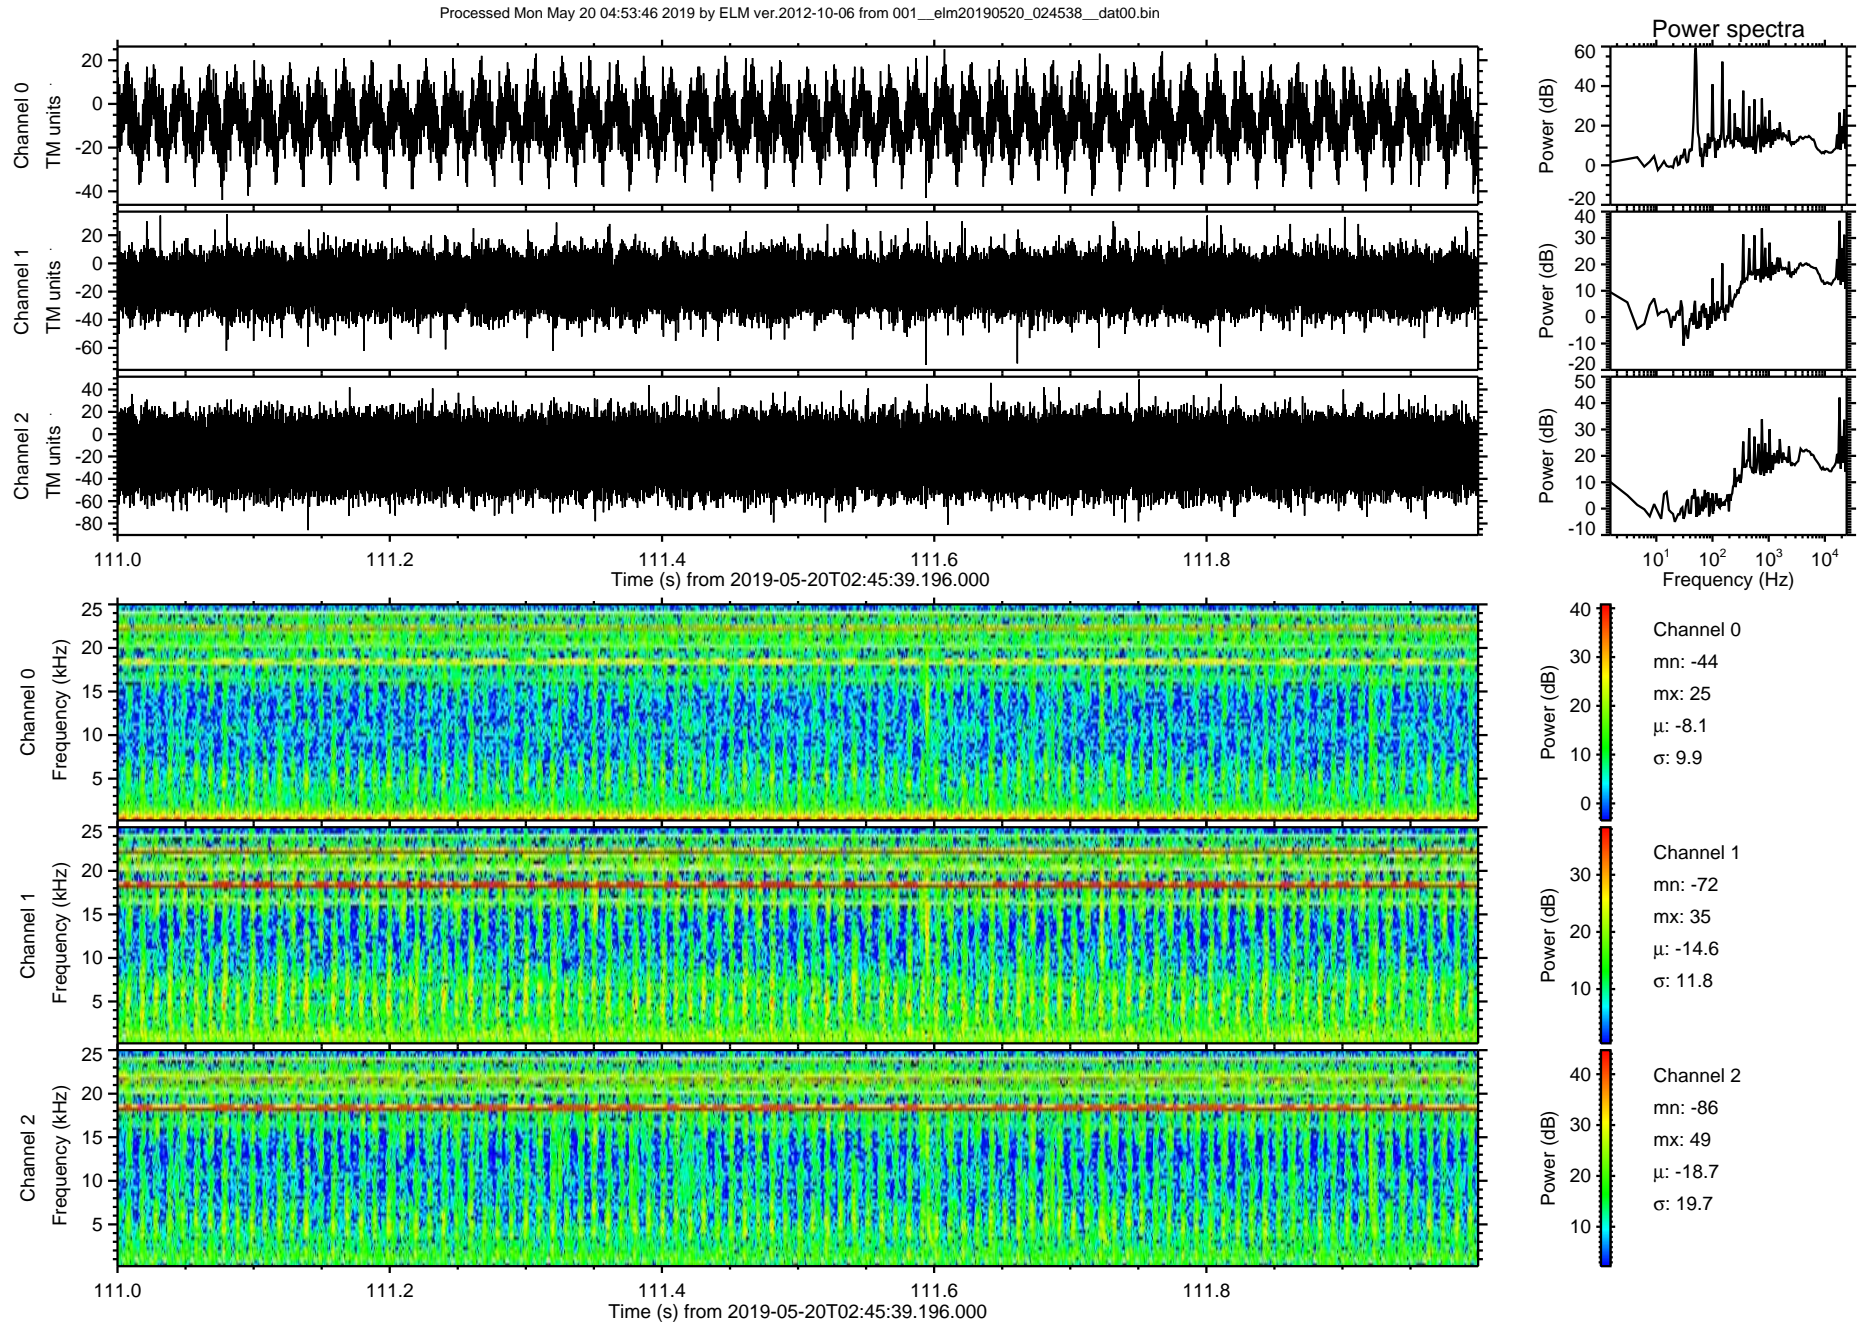 Processed Mon May 20 04:53:46 2019 by ELM ver.2012-10-06 from 001__elm20190520_024538__dat00.bin
Power spectra
Channel 0
TM units
20
0
-20
-40
Power (dB)
60
40
20
0
-20
Channel 1
TM units
20
0
-20
-40
-60
Power (dB)
40
30
20
10
0
-10
-20
Channel 2
TM units
40
20
0
-20
-40
-60
-80
Power (dB)
50
40
30
20
10
0
-10
111.0 111.2 111.4 111.6 111.8
Time (s) from 2019-05-20T02:45:39.196.000
10¹ 10² 10³ 10⁴
Frequency (Hz)
Channel 0
Frequency (kHz)
25
20
15
10
5
Power (dB)
40
30
20
10
0
Channel 0
mn: -44
mx: 25
μ: -8.1
σ: 9.9
Channel 1
Frequency (kHz)
25
20
15
10
5
Power (dB)
30
20
10
Channel 1
mn: -72
mx: 35
μ: -14.6
σ: 11.8
Channel 2
Frequency (kHz)
25
20
15
10
5
Power (dB)
40
30
20
10
Channel 2
mn: -86
mx: 49
μ: -18.7
σ: 19.7
111.0 111.2 111.4 111.6 111.8
Time (s) from 2019-05-20T02:45:39.196.000